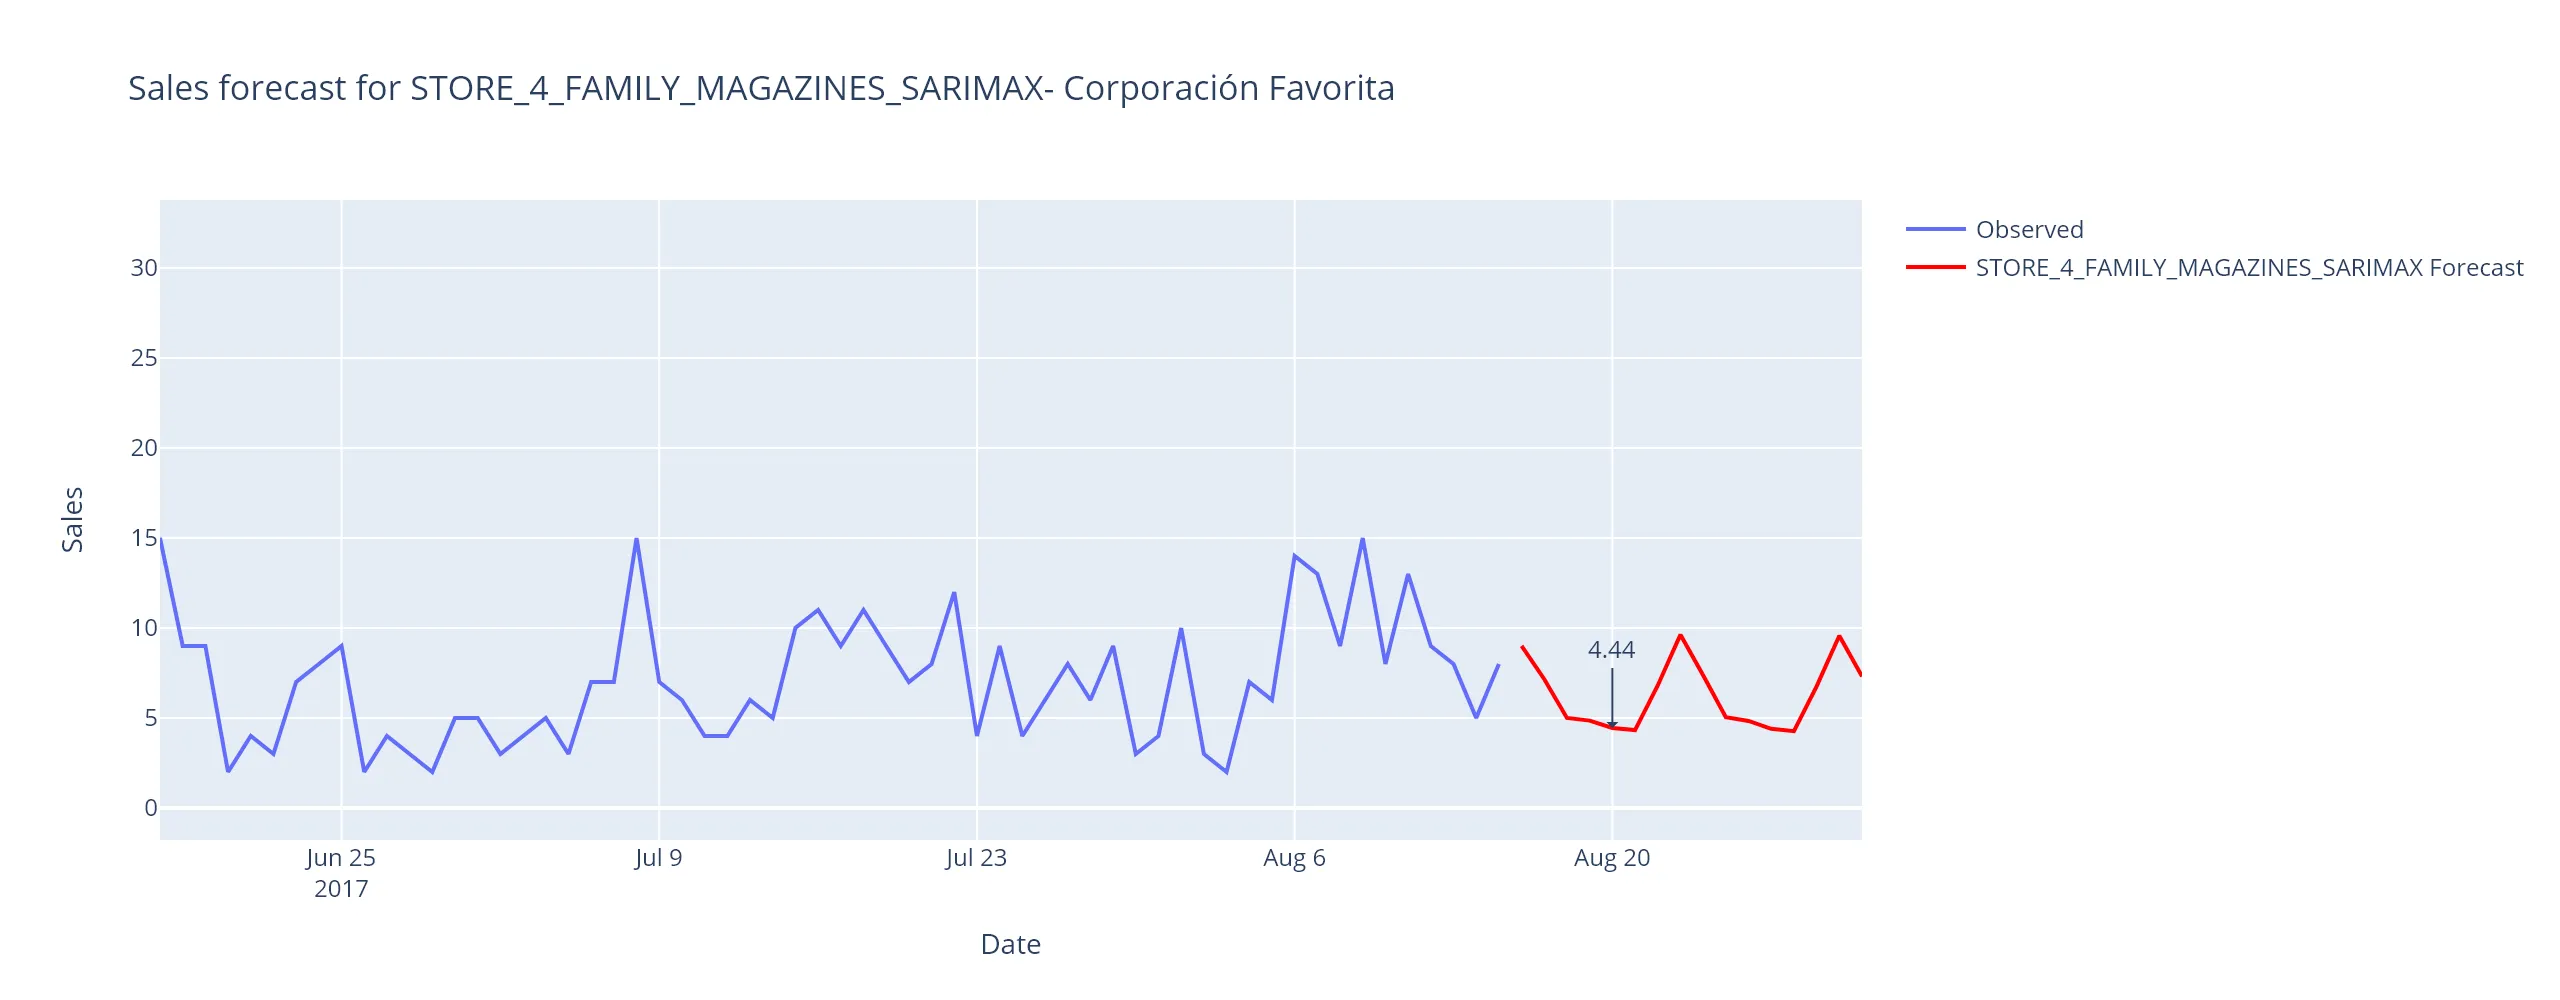 Sales forecast for STORE_4_FAMILY_MAGAZINES_SARIMAX- Corporación Favorita
Observed
STORE_4_FAMILY_MAGAZINES_SARIMAX Forecast
30
25
20
15
10
5
0
Sales
4.44
Jun 25
2017
Jul 9
Jul 23
Aug 6
Aug 20
Date